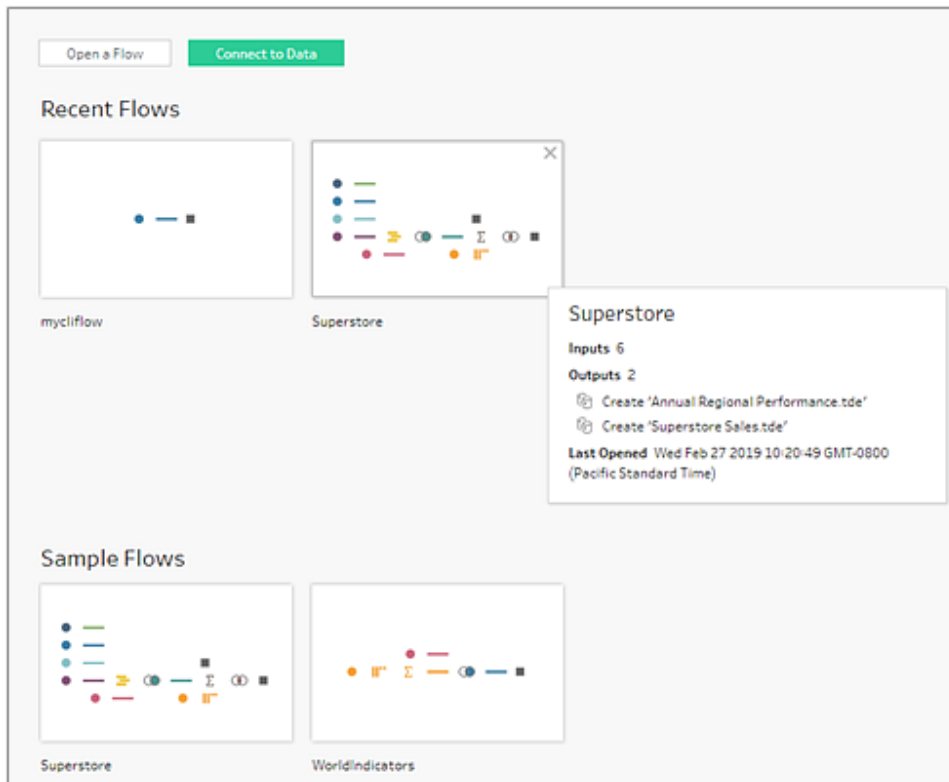 Open a Flow
Connect to Data
Recent Flows
mycliflow
Superstore
Superstore
Inputs 6
Outputs 2
Create 'Annual Regional Performance.tde'
Create 'Superstore Sales.tde'
Last Opened Wed Feb 27 2019 10:20:49 GMT-0800
(Pacific Standard Time)
Sample Flows
Superstore
WorldIndicators